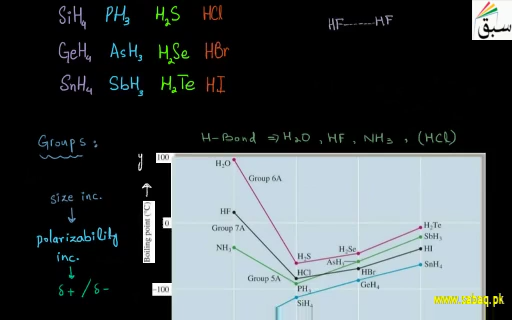 SiH4 PH3 H2S HCl
HF HF
سبق
GeH4 AsH3 H2Se HBr
SnH4 SbH3 H2Te HI
Groups :
H-Bond ⇒ H2O , HF , NH3 , (HCl)
size inc.
↓
polarizability
inc.
↓
δ+ / δ-
y
↑
Boiling point (°C)
100
0
−100
H2O
Group 6A
HF
Group 7A
NH3
Group 5A
H2S
HCl
PH3
SiH4
H2Se
AsH3
HBr
GeH4
H2Te
SbH3
HI
SnH4
www.sabaq.pk